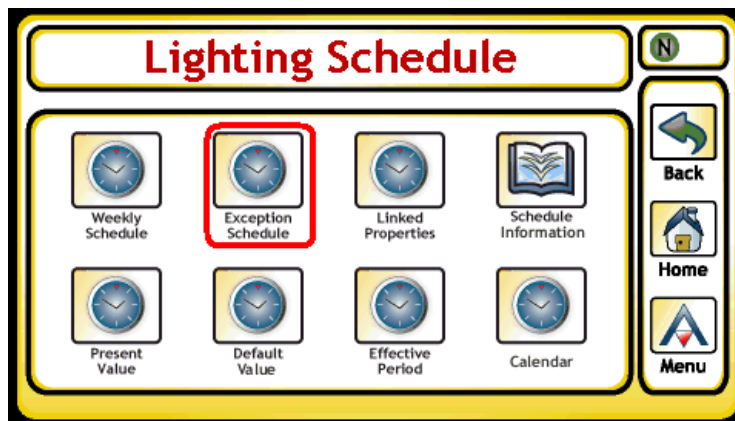 Lighting Schedule
N
Weekly
Schedule
Exception
Schedule
Linked
Properties
Schedule
Information
Present
Value
Default
Value
Effective
Period
Calendar
Back
Home
Menu